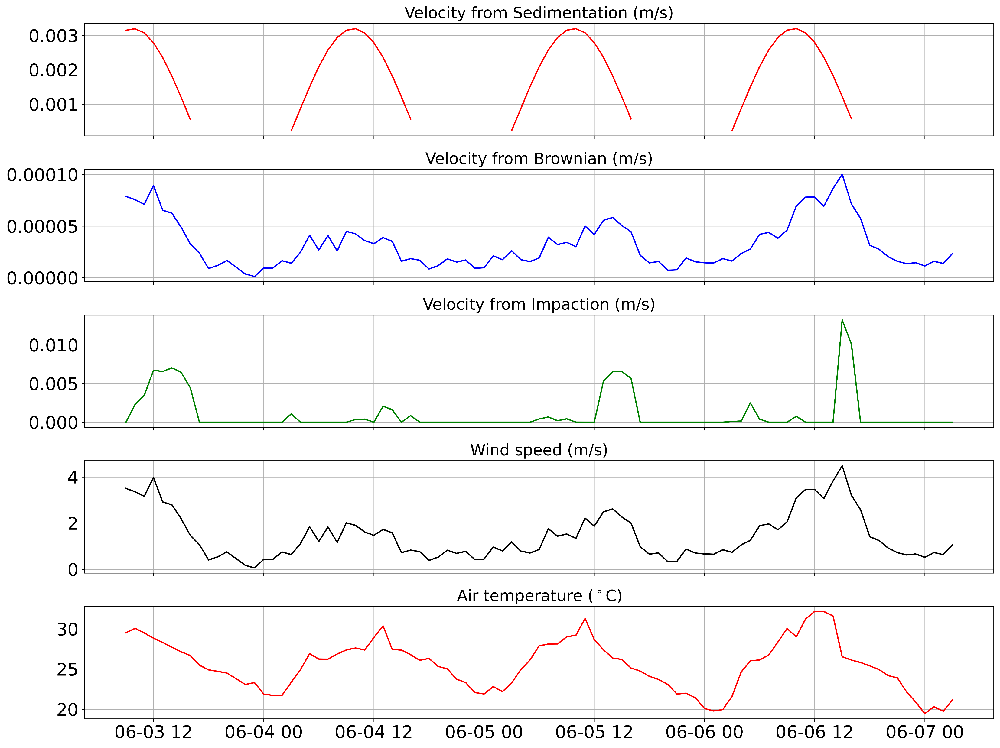 Velocity from Sedimentation (m/s)
0.003
0.002
0.001
Velocity from Brownian (m/s)
0.00010
0.00005
0.00000
Velocity from Impaction (m/s)
0.010
0.005
0.000
Wind speed (m/s)
4
2
0
Air temperature (°C)
30
25
20
06-03 12 06-04 00 06-04 12 06-05 00 06-05 12 06-06 00 06-06 12 06-07 00